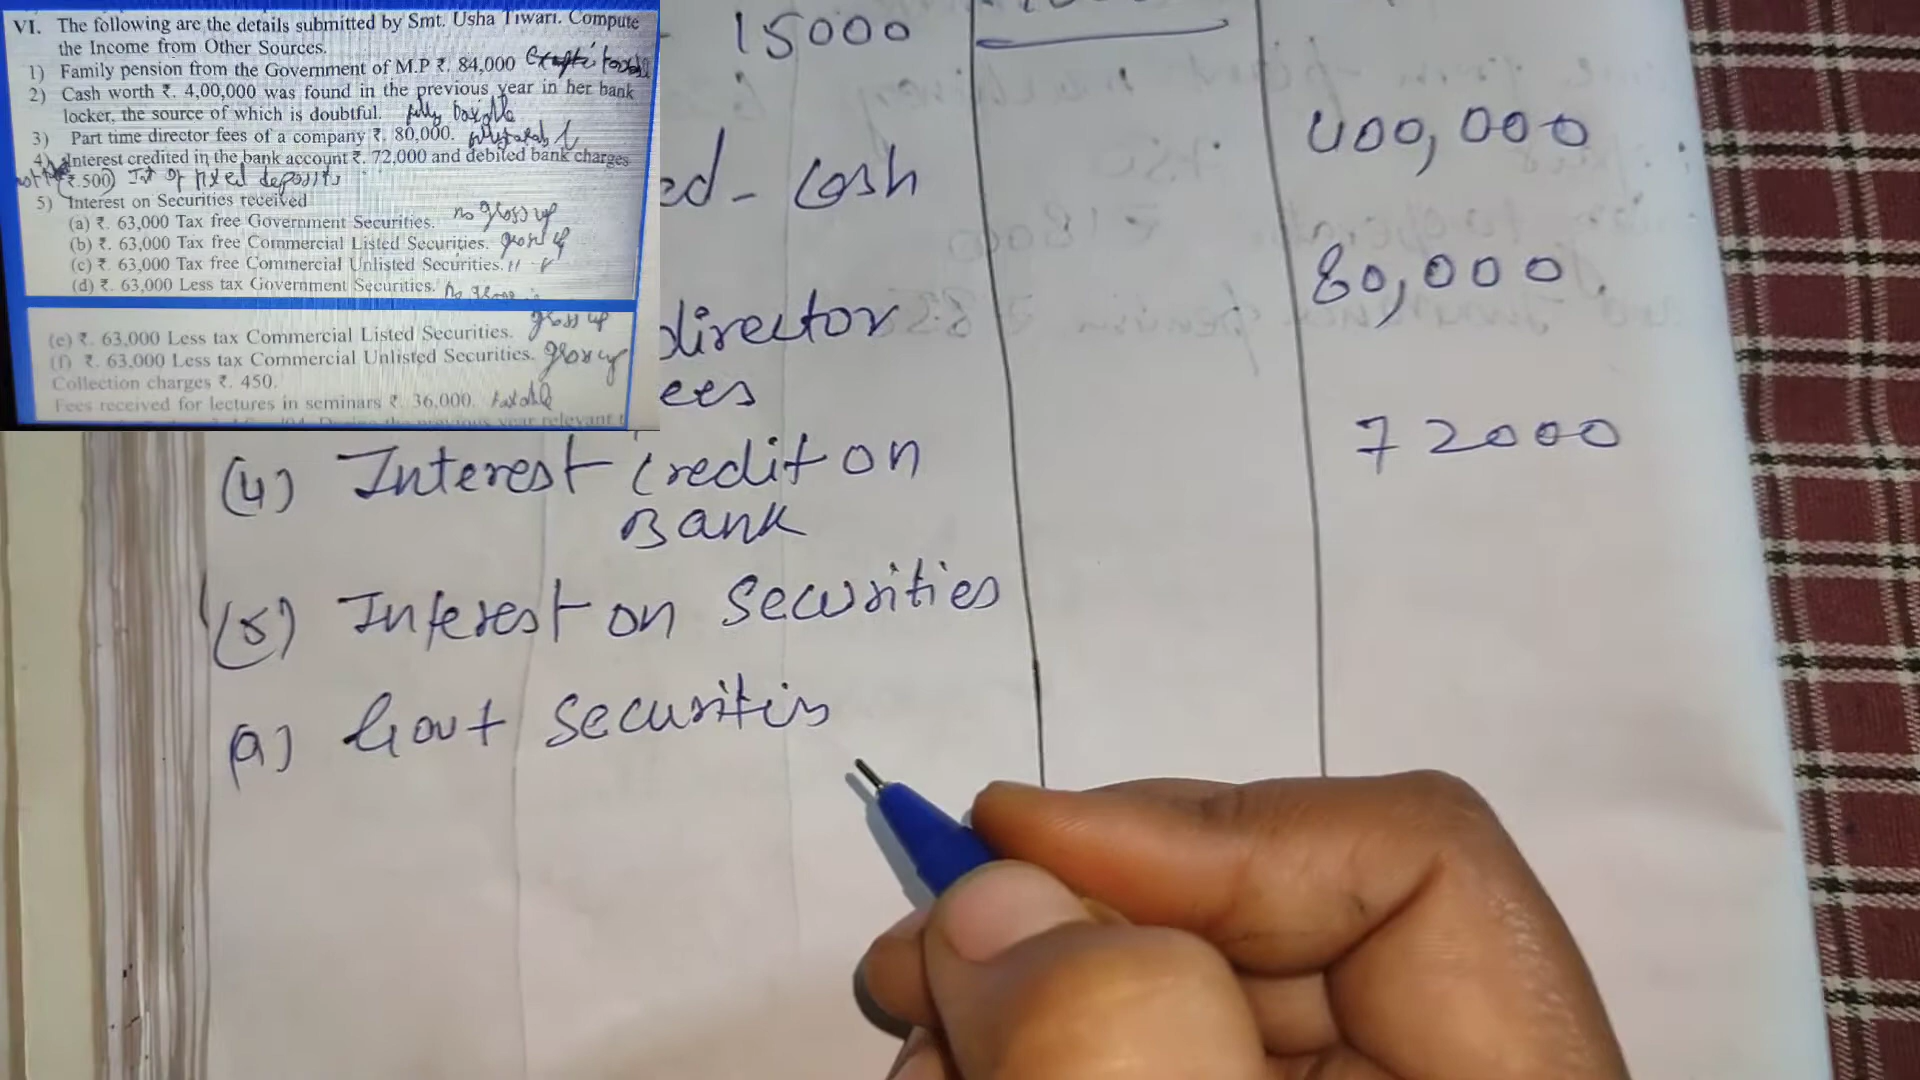 VI. The following are the details submitted by Smt. Usha Tiwari. Compute
the Income from Other Sources.
1) Family pension from the Government of M.P ₹. 84,000
2) Cash worth ₹. 4,00,000 was found in the previous year in her bank
locker, the source of which is doubtful. fully taxable
3) Part time director fees of a company ₹. 80,000.
4) Interest credited in the bank account ₹. 72,000 and debited bank charges
₹.500) Int of fixed deposits
5) Interest on Securities received
(a) ₹. 63,000 Tax free Government Securities. no gross up
(b) ₹. 63,000 Tax free Commercial Listed Securities. gross up
(c) ₹. 63,000 Tax free Commercial Unlisted Securities.
(d) ₹. 63,000 Less tax Government Securities. no
(e) ₹. 63,000 Less tax Commercial Listed Securities. gross up
(f) ₹. 63,000 Less tax Commercial Unlisted Securities. gross up
Collection charges ₹. 450.
Fees received for lectures in seminars ₹. 36,000. taxable
15000
ed - cash 400,000
director 80,000.
ees
(4) Interest credit on 72000
Bank
(5) Interest on securities
(a) Govt securities